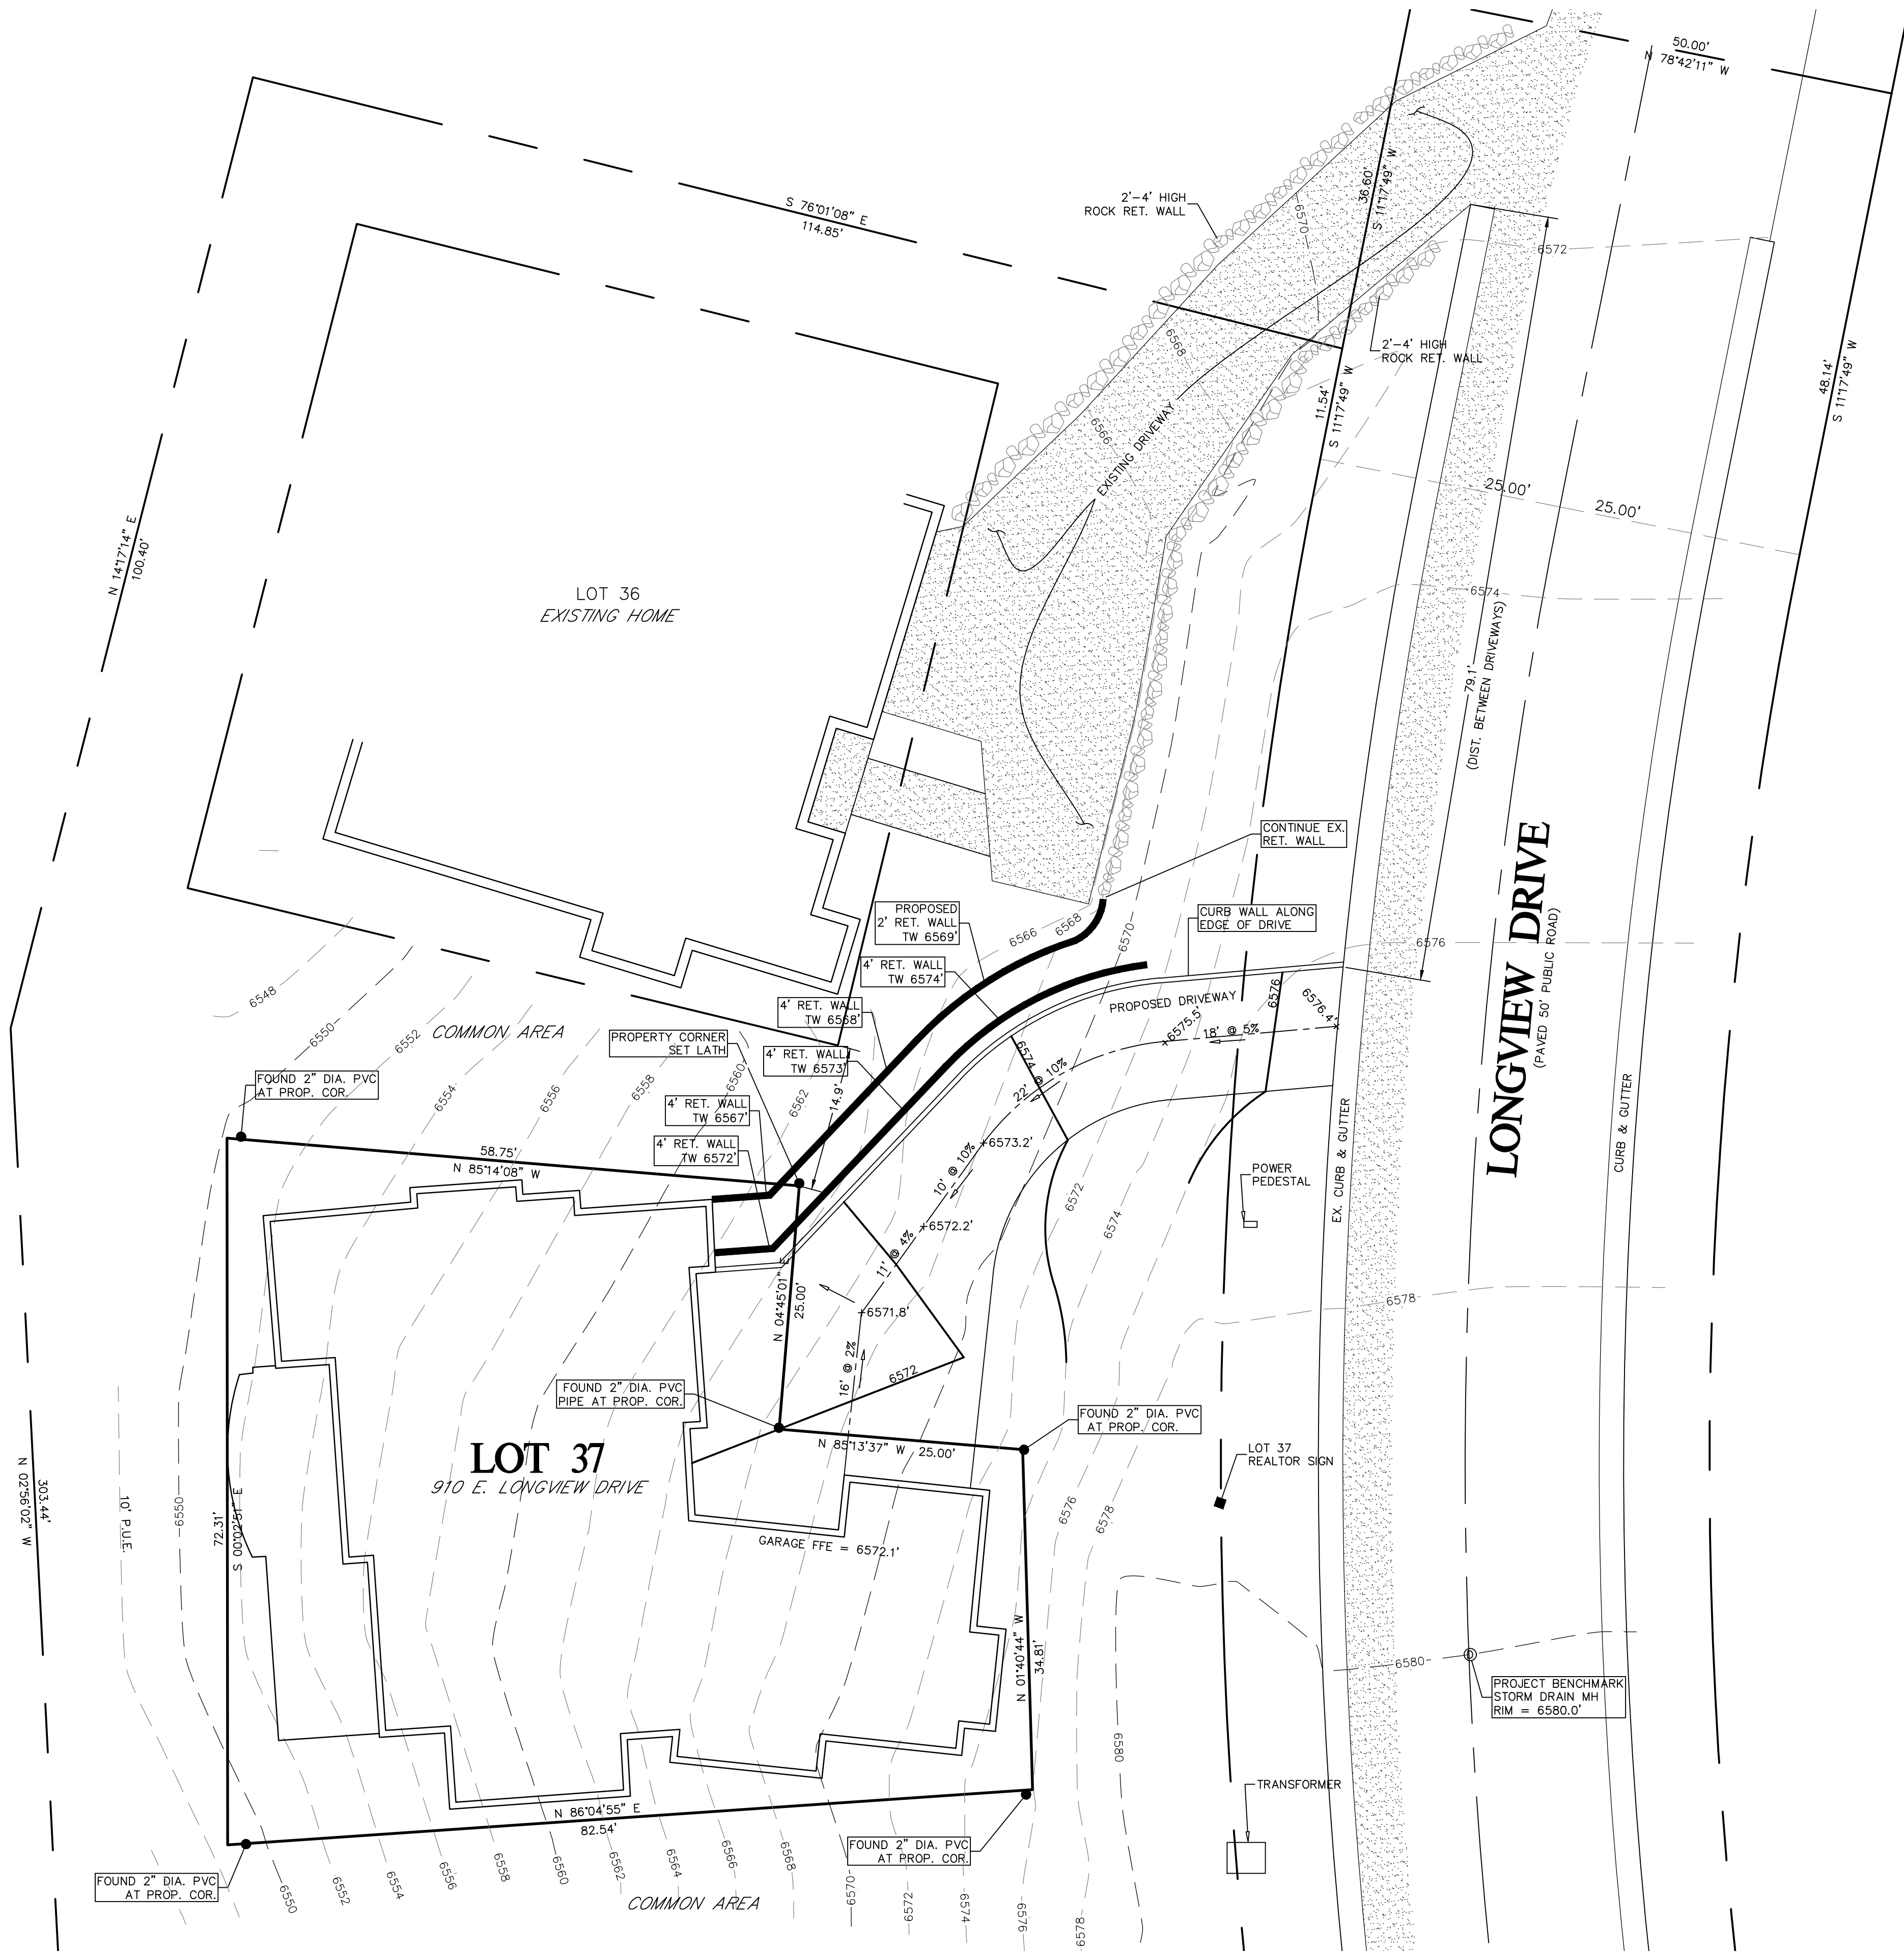 50.00'
N 78°42'11" W
S 76°01'08" E
114.85'
2'-4' HIGH
ROCK RET. WALL
36.60'
S 11°17'49" W
6570
6572
6568
2'-4' HIGH
ROCK RET. WALL
11.54'
S 11°17'49" W
48.14'
S 11°17'49" W
6566
EXISTING DRIVEWAY
25.00'
25.00'
N 14°17'14" E
100.40'
LOT 36
EXISTING HOME
6574
79.1'
(DIST. BETWEEN DRIVEWAYS)
CONTINUE EX.
RET. WALL
LONGVIEW DRIVE
(PAVED 50' PUBLIC ROAD)
PROPOSED
2' RET. WALL
TW 6569'
CURB WALL ALONG
EDGE OF DRIVE
6566
6568
6570
6576
4' RET. WALL
TW 6574'
6548
6550
6552
COMMON AREA
4' RET. WALL
TW 6568'
PROPOSED DRIVEWAY
6576
6576.4'
+6575.5'
18' @ 5%
PROPERTY CORNER
SET LATH
4' RET. WALL
TW 6573'
6574
22' @ 10%
FOUND 2" DIA. PVC
AT PROP. COR.
6554
6556
6558
6560
6562
14.9'
4' RET. WALL
TW 6567'
4' RET. WALL
TW 6572'
+6573.2'
10' @ 10%
58.75'
N 85°14'08" W
6572
6574
POWER
PEDESTAL
EX. CURB & GUTTER
CURB & GUTTER
+6572.2'
11' @ 4%
N 04°45'01" E
25.00'
+6571.8'
6578
16' @ 2%
6572
FOUND 2" DIA. PVC
PIPE AT PROP. COR.
FOUND 2" DIA. PVC
AT PROP. COR.
N 85°13'37" W 25.00'
LOT 37
910 E. LONGVIEW DRIVE
LOT 37
REALTOR SIGN
303.44'
N 02°56'02" W
10' P.U.E.
6550
72.31'
S 00°02'51" E
6576
6578
GARAGE FFE = 6572.1'
N 01°40'44" W
34.81'
6580
PROJECT BENCHMARK
STORM DRAIN MH
RIM = 6580.0'
6580
TRANSFORMER
N 86°04'55" E
82.54'
FOUND 2" DIA. PVC
AT PROP. COR.
FOUND 2" DIA. PVC
AT PROP. COR.
6550
6552
6554
6556
6558
6560
6562
6564
6566
6568
6570
6572
6574
6576
6578
COMMON AREA